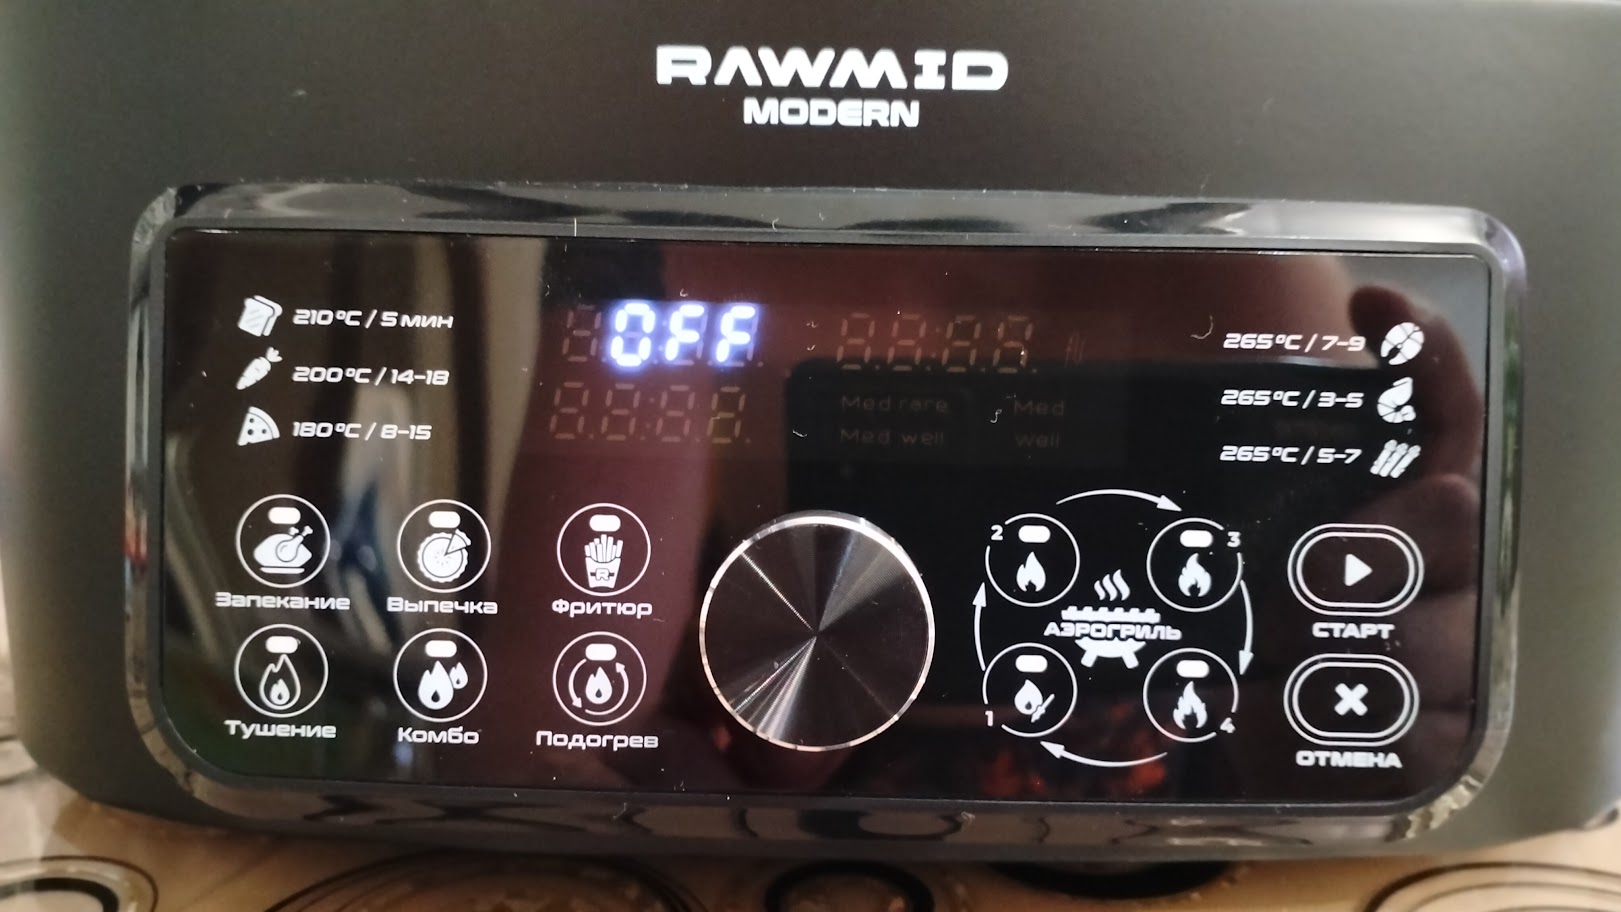 RAWMID
MODERN
210°C / 5 мин
200°C / 14-18
180°C / 8-15
OFF
Med rare
Med
Med well
Well
265°C / 7-9
265°C / 3-5
265°C / 5-7
Запекание
Выпечка
Фритюр
R
Тушение
Комбо
Подогрев
2
3
АЭРОГРИЛЬ
1
4
СТАРТ
ОТМЕНА